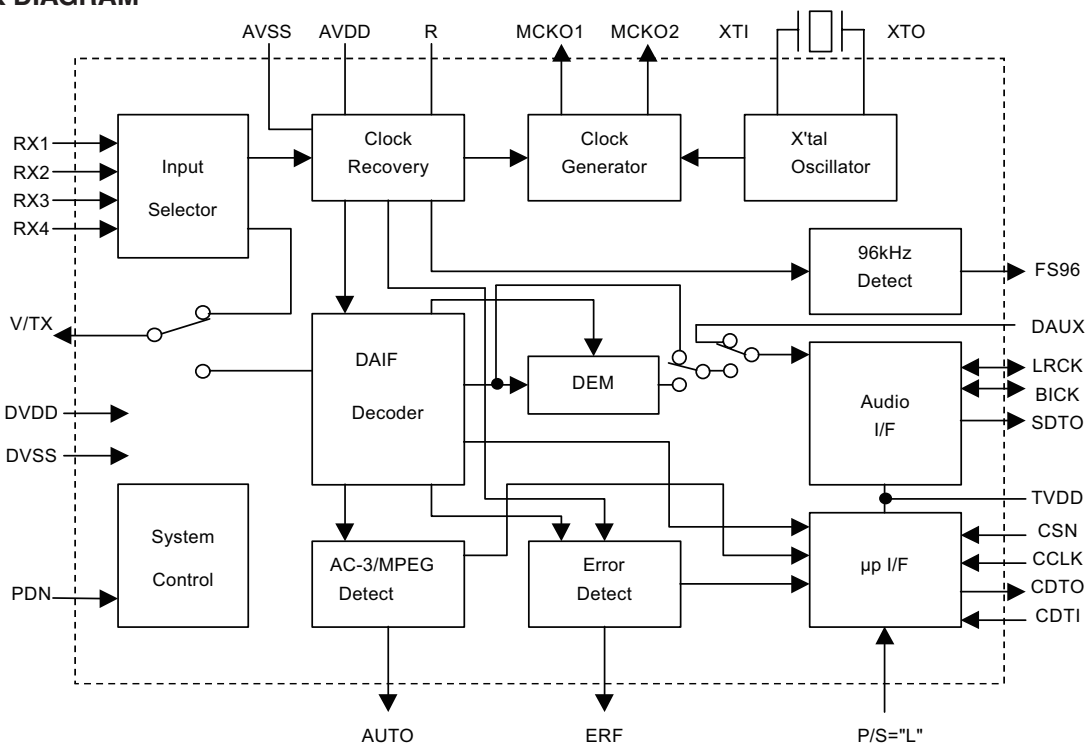 DIAGRAM
AVSS AVDD R MCKO1 MCKO2 XTI XTO
RX1
RX2
RX3
RX4
Input
Selector
Clock
Recovery
Clock
Generator
X'tal
Oscillator
96kHz
Detect
FS96
V/TX
DAUX
DAIF
Decoder
DEM
Audio
I/F
LRCK
BICK
SDTO
DVDD
DVSS
TVDD
System
Control
PDN
AC-3/MPEG
Detect
Error
Detect
µp I/F
CSN
CCLK
CDTO
CDTI
AUTO ERF P/S="L"